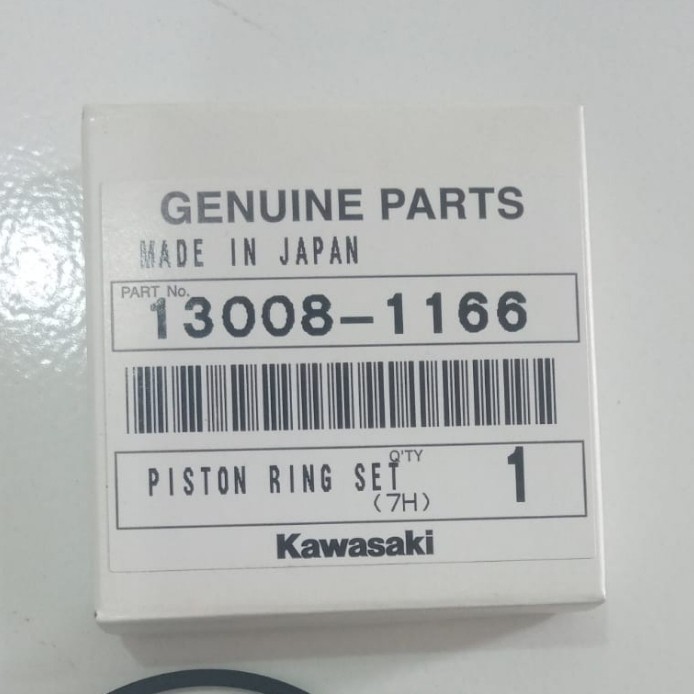 GENUINE PARTS
MADE IN JAPAN
PART No.
13008-1166
PISTON RING SET
Q'TY
1
(7H)
Kawasaki